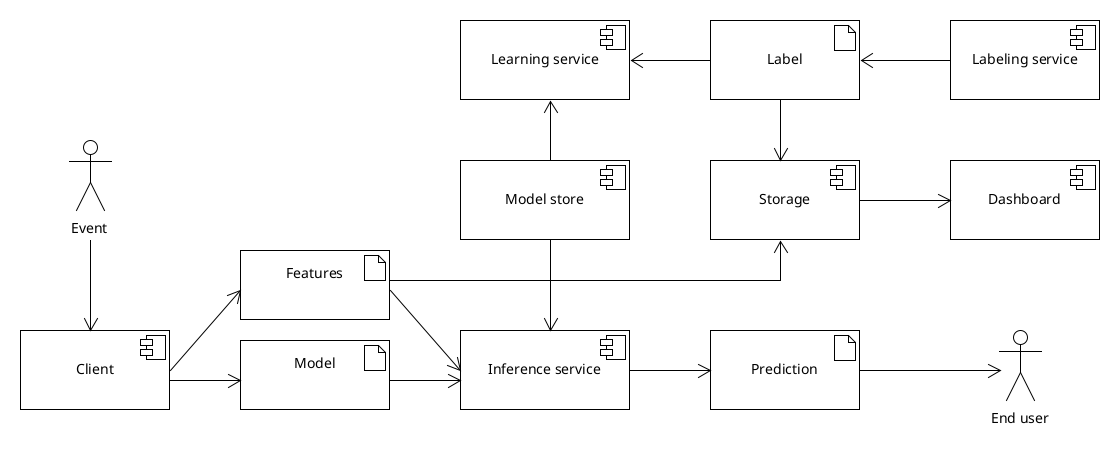 Learning service
Label
Labeling service
Model store
Storage
Dashboard
Event
Features
Client
Model
Inference service
Prediction
End user